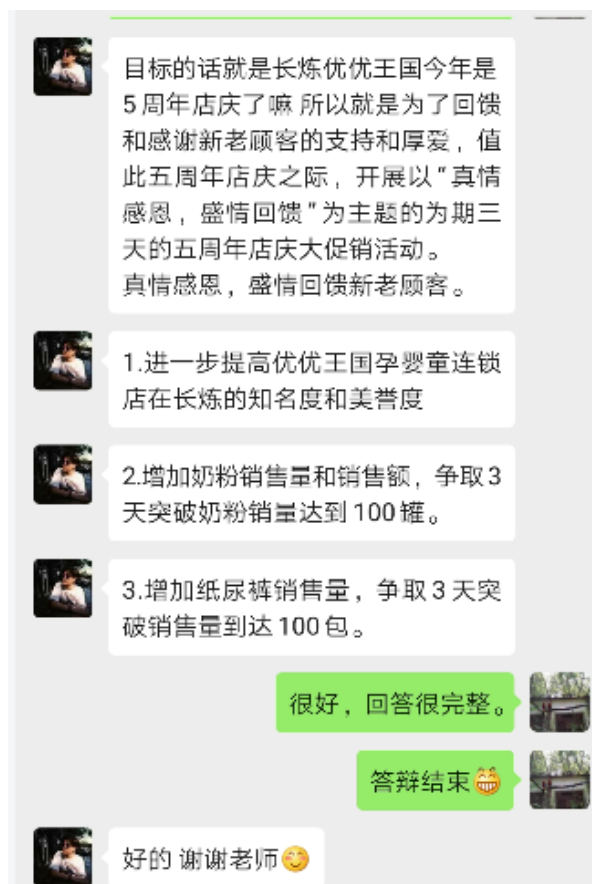 目标的话就是长炼优优王国今年是
5周年店庆了嘛 所以就是为了回馈
和感谢新老顾客的支持和厚爱，值
此五周年店庆之际，开展以“真情
感恩，盛情回馈”为主题的为期三
天的五周年店庆大促销活动。
真情感恩，盛情回馈新老顾客。
1.进一步提高优优王国孕婴童连锁
店在长炼的知名度和美誉度
2.增加奶粉销售量和销售额，争取3
天突破奶粉销量达到100罐。
3.增加纸尿裤销售量，争取3天突
破销售量到达100包。
很好，回答很完整。
答辩结束😁
好的 谢谢老师😊